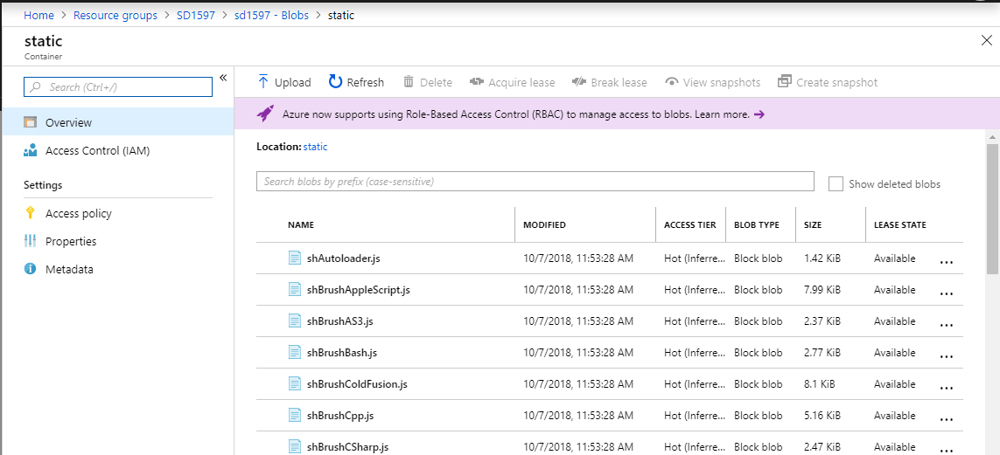 Home > Resource groups > SD1597 > sd1597 - Blobs > static
static
Container
Search (Ctrl+/)
«
Overview
Access Control (IAM)
Settings
Access policy
Properties
Metadata
Upload Refresh Delete Acquire lease Break lease View snapshots Create snapshot
Azure now supports using Role-Based Access Control (RBAC) to manage access to blobs. Learn more. →
Location: static
Search blobs by prefix (case-sensitive) Show deleted blobs
NAME MODIFIED ACCESS TIER BLOB TYPE SIZE LEASE STATE
shAutoloader.js 10/7/2018, 11:53:28 AM Hot (Inferre... Block blob 1.42 KiB Available ...
shBrushAppleScript.js 10/7/2018, 11:53:28 AM Hot (Inferre... Block blob 7.99 KiB Available ...
shBrushAS3.js 10/7/2018, 11:53:28 AM Hot (Inferre... Block blob 2.37 KiB Available ...
shBrushBash.js 10/7/2018, 11:53:28 AM Hot (Inferre... Block blob 2.77 KiB Available ...
shBrushColdFusion.js 10/7/2018, 11:53:28 AM Hot (Inferre... Block blob 8.1 KiB Available ...
shBrushCpp.js 10/7/2018, 11:53:28 AM Hot (Inferre... Block blob 5.16 KiB Available ...
shBrushCSharp.js 10/7/2018, 11:53:28 AM Hot (Inferre... Block blob 2.47 KiB Available ...